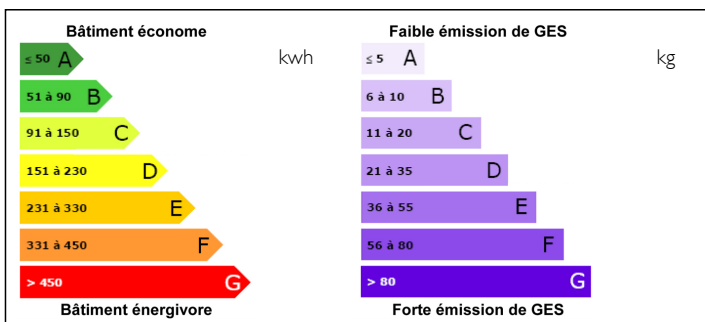 Bâtiment économe
kwh
≤ 50 A
51 à 90 B
91 à 150 C
151 à 230 D
231 à 330 E
331 à 450 F
> 450 G
Bâtiment énergivore
Faible émission de GES
kg
≤ 5 A
6 à 10 B
11 à 20 C
21 à 35 D
36 à 55 E
56 à 80 F
> 80 G
Forte émission de GES